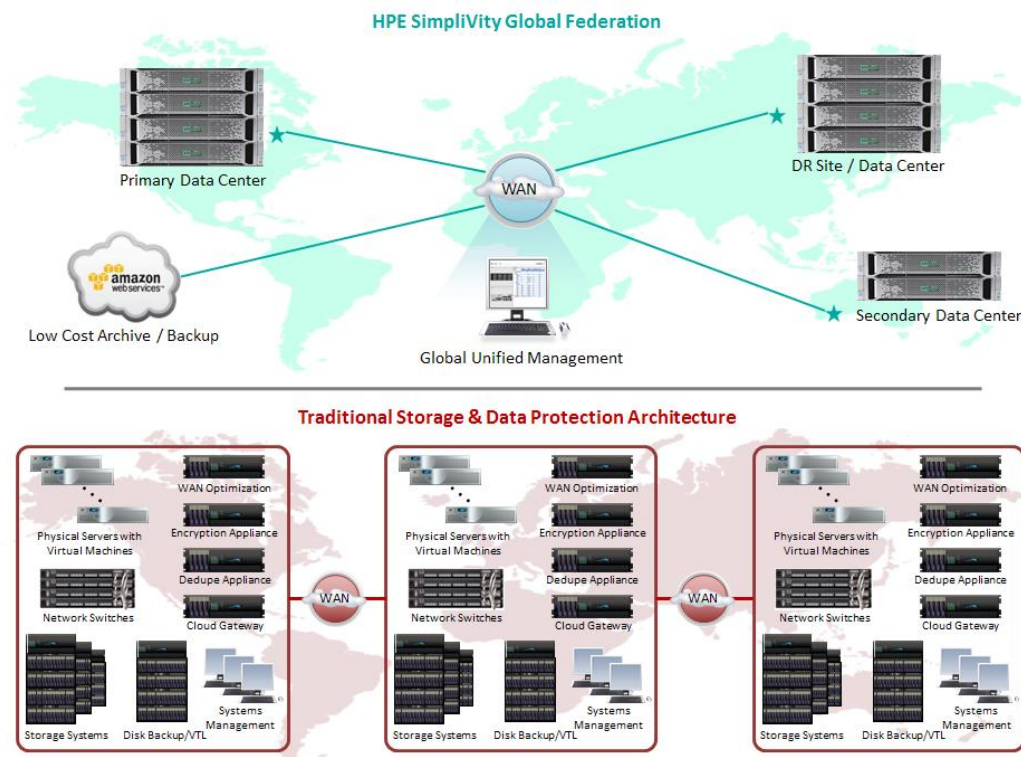 HPE SimpliVity Global Federation
Primary Data Center
WAN
DR Site / Data Center
amazon
webservices™
Low Cost Archive / Backup
Global Unified Management
Secondary Data Center
Traditional Storage & Data Protection Architecture
WAN Optimization
Physical Servers with
Virtual Machines
Encryption Appliance
Dedupe Appliance
Network Switches
Cloud Gateway
Storage Systems
Disk Backup/VTL
Systems
Management
WAN
WAN Optimization
Physical Servers with
Virtual Machines
Encryption Appliance
Dedupe Appliance
Network Switches
Cloud Gateway
Storage Systems
Disk Backup/VTL
Systems
Management
WAN
WAN Optimization
Physical Servers with
Virtual Machines
Encryption Appliance
Dedupe Appliance
Network Switches
Cloud Gateway
Storage Systems
Disk Backup/VTL
Systems
Management